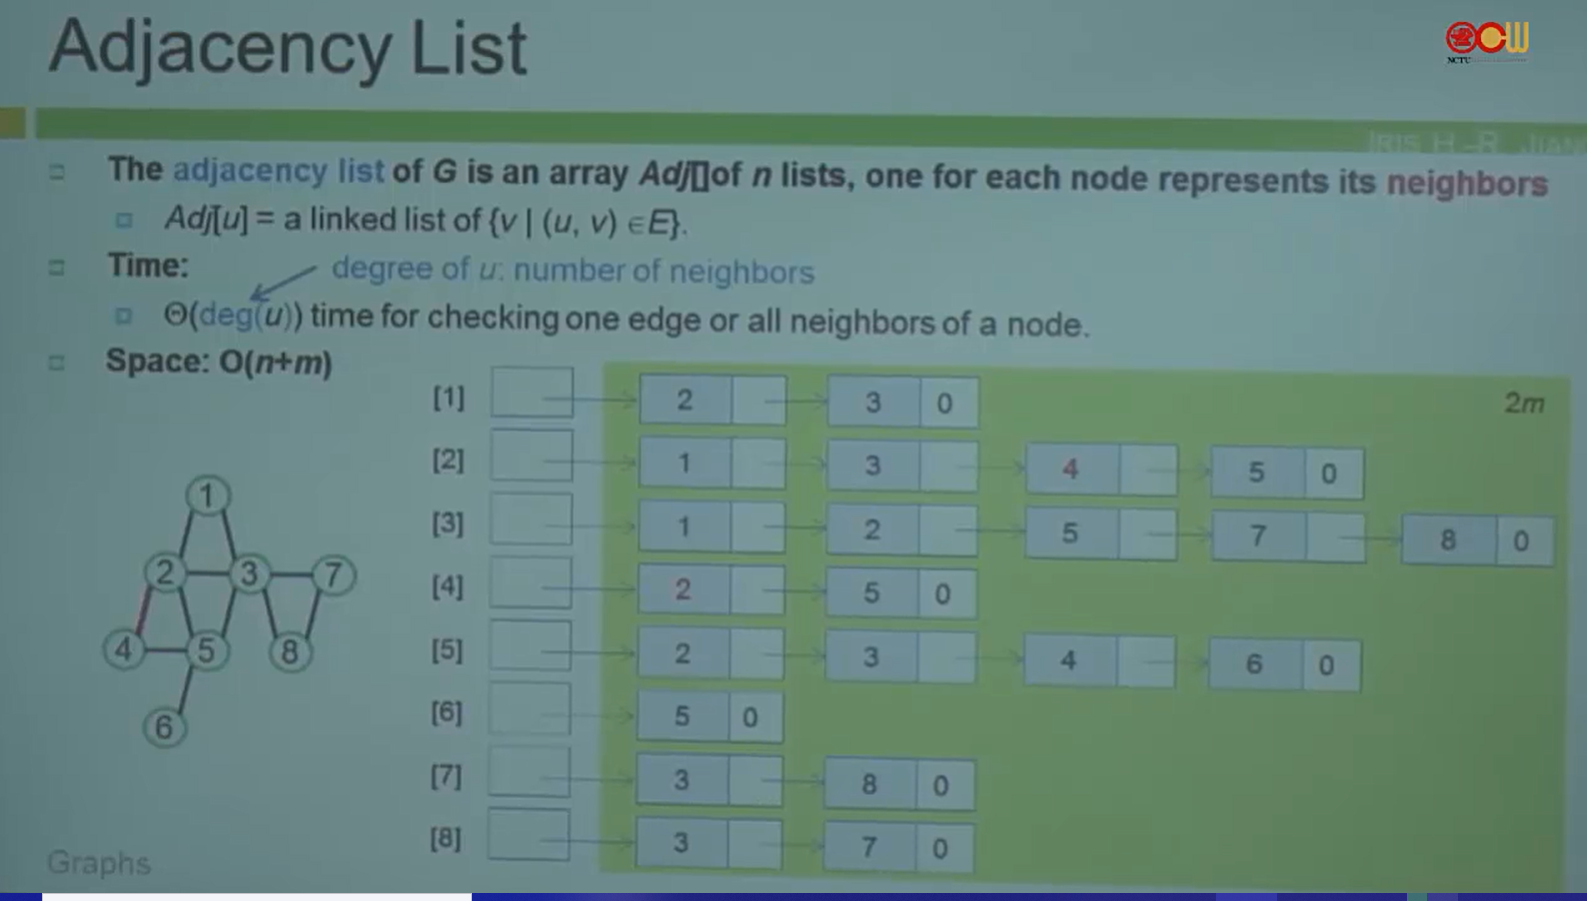 Adjacency List
NCTU
IRIS H.-R. JIANG
The adjacency list of G is an array Adj[] of n lists, one for each node represents its neighbors
Adj[u] = a linked list of {v | (u, v) ∈E}.
Time:
degree of u: number of neighbors
Θ(deg(u)) time for checking one edge or all neighbors of a node.
Space: O(n+m)
2m
[1] 2 3 0
[2] 1 3 4 5 0
[3] 1 2 5 7 8 0
[4] 2 5 0
[5] 2 3 4 6 0
[6] 5 0
[7] 3 8 0
[8] 3 7 0
1
2 3 7
4 5 8
6
Graphs